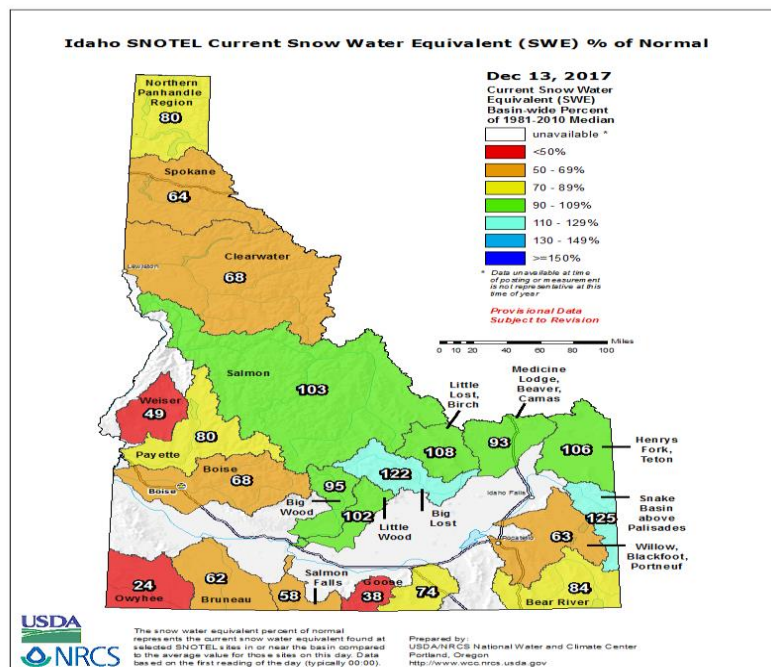 Idaho SNOTEL Current Snow Water Equivalent (SWE) % of Normal
Dec 13, 2017
Current Snow Water
Equivalent (SWE)
Basin-wide Percent
of 1981-2010 Median
unavailable *
<50%
50 - 69%
70 - 89%
90 - 109%
110 - 129%
130 - 149%
>=150%
* Data unavailable at time
of posting or measurement
is not representative at this
time of year
Provisional Data
Subject to Revision
Miles
0 10 20 40 60 80 100
Northern
Panhandle
Region
80
Spokane
64
Clearwater
68
Lewiston
Salmon
103
Weiser
49
80
Payette
Boise
68
Boise
Little
Lost,
Birch
108
Medicine
Lodge,
Beaver,
Camas
93
106
Henrys
Fork,
Teton
122
95
Big
Wood
102
Little
Wood
Big
Lost
Idaho Falls
Snake
Basin
above
Palisades
125
Pocatello
63
Willow,
Blackfoot,
Portneuf
24
Owyhee
62
Bruneau
Salmon
Falls
58
Goose
38
74
84
Bear River
USDA
NRCS
The snow water equivalent percent of normal
represents the current snow water equivalent found at
selected SNOTEL sites in or near the basin compared
to the average value for those sites on this day. Data
based on the first reading of the day (typically 00:00).
Prepared by:
USDA/NRCS National Water and Climate Center
Portland, Oregon
http://www.wcc.nrcs.usda.gov